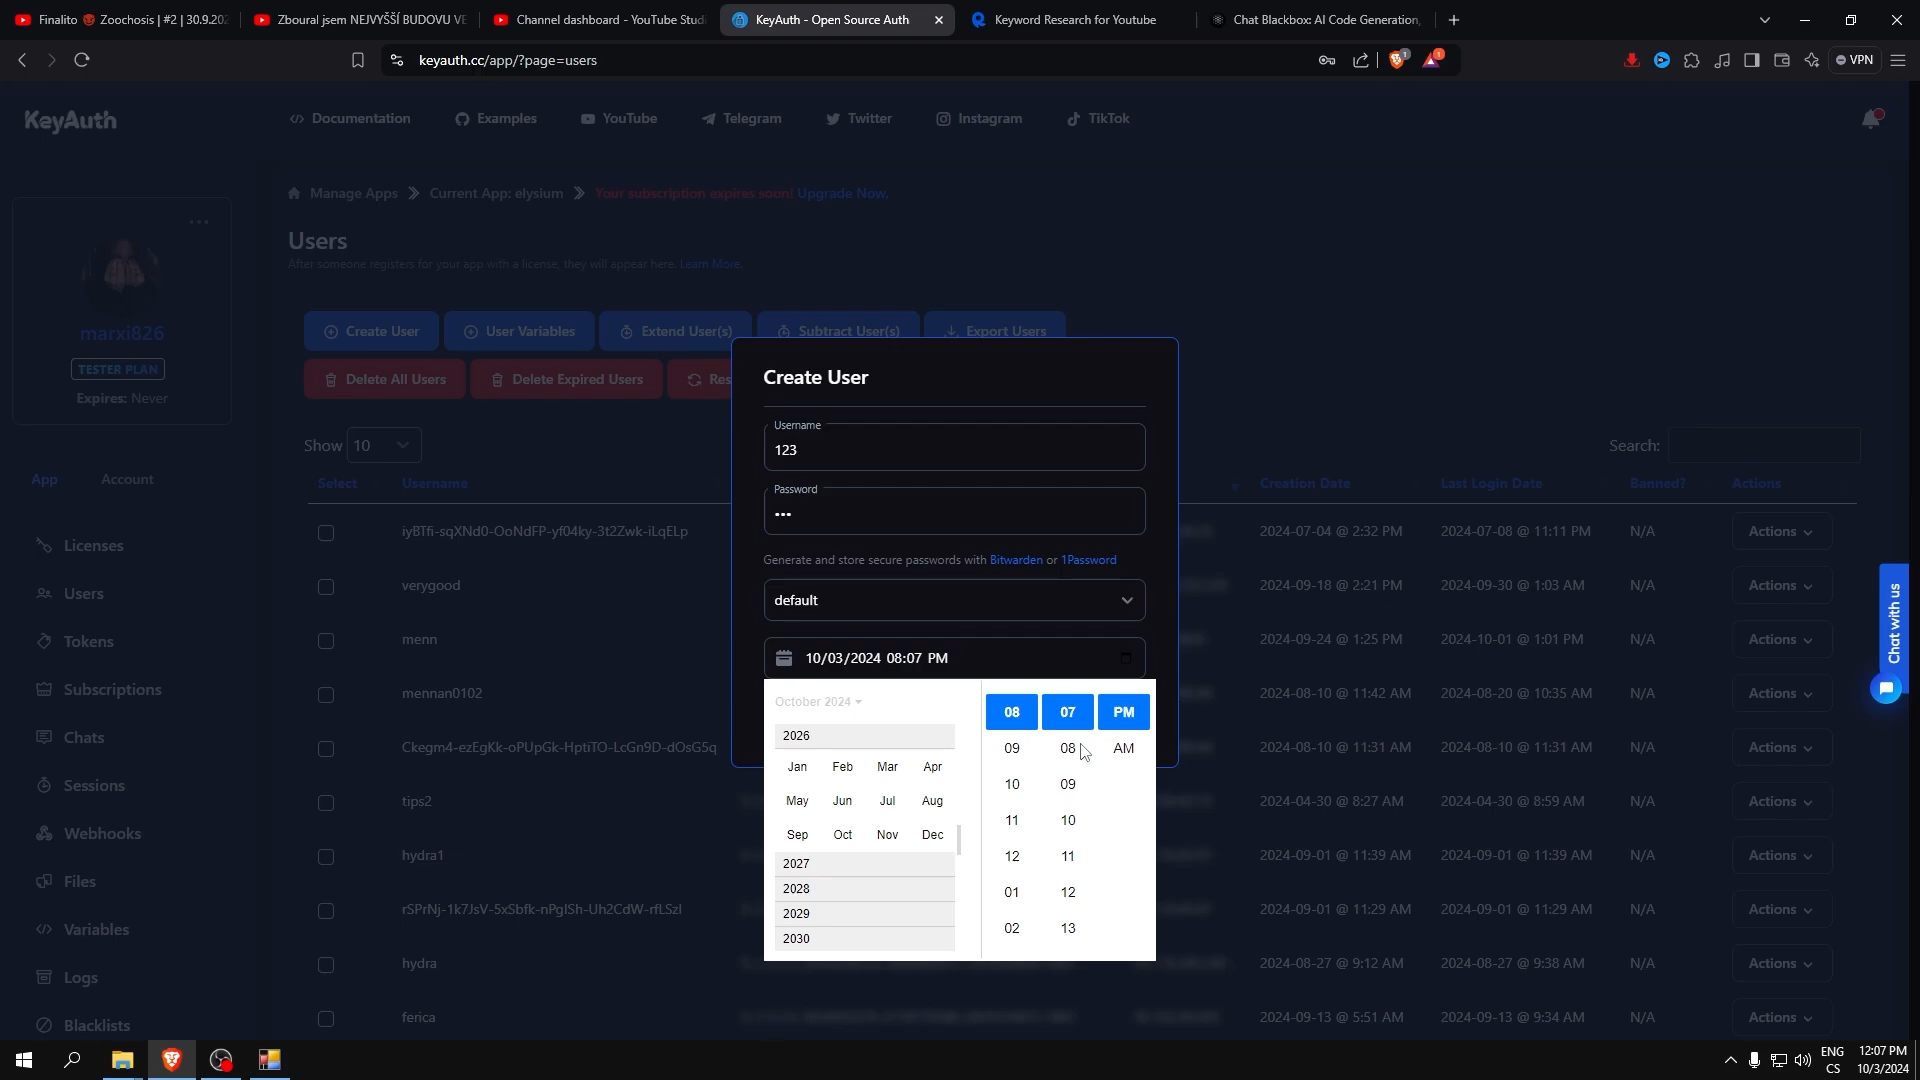 Finalito 😡 Zoochosis | #2 | 30.9.202
Zboural jsem NEJVYŠŠÍ BUDOVU VE
Channel dashboard - YouTube Studi
KeyAuth - Open Source Auth
Keyword Research for Youtube
Chat Blackbox: AI Code Generation,
keyauth.cc/app/?page=users
1
1
VPN
KeyAuth
Documentation
Examples
YouTube
Telegram
Twitter
Instagram
TikTok
Manage Apps
Current App: elysium
Your subscription expires soon! Upgrade Now.
Users
After someone registers for your app with a license, they will appear here. Learn More.
marxi826
TESTER PLAN
Expires: Never
Create User
User Variables
Extend User(s)
Subtract User(s)
Export Users
Delete All Users
Delete Expired Users
Res
Show 10
Search:
App
Account
Select
Username
Creation Date
Last Login Date
Banned?
Actions
Licenses
Users
Tokens
Subscriptions
Chats
Sessions
Webhooks
Files
Variables
Logs
Blacklists
iyBTfi-sqXNd0-OoNdFP-yf04ky-3t2Zwk-iLqELp
2024-07-04 @ 2:32 PM
2024-07-08 @ 11:11 PM
N/A
Actions
verygood
2024-09-18 @ 2:21 PM
2024-09-30 @ 1:03 AM
N/A
Actions
menn
2024-09-24 @ 1:25 PM
2024-10-01 @ 1:01 PM
N/A
Actions
mennan0102
2024-08-10 @ 11:42 AM
2024-08-20 @ 10:35 AM
N/A
Actions
Ckegm4-ezEgKk-oPUpGk-HptiTO-LcGn9D-dOsG5q
2024-08-10 @ 11:31 AM
2024-08-10 @ 11:31 AM
N/A
Actions
tips2
2024-04-30 @ 8:27 AM
2024-04-30 @ 8:59 AM
N/A
Actions
hydra1
2024-09-01 @ 11:39 AM
2024-09-01 @ 11:39 AM
N/A
Actions
rSPrNj-1k7JsV-5xSbfk-nPglSh-Uh2CdW-rfLSzl
2024-09-01 @ 11:29 AM
2024-09-01 @ 11:29 AM
N/A
Actions
hydra
2024-08-27 @ 9:12 AM
2024-08-27 @ 9:38 AM
N/A
Actions
ferica
2024-09-13 @ 5:51 AM
2024-09-13 @ 9:34 AM
N/A
Actions
Create User
Username
123
Password
•••
Generate and store secure passwords with Bitwarden or 1Password
default
10/03/2024 08:07 PM
October 2024
2026
Jan Feb Mar Apr
May Jun Jul Aug
Sep Oct Nov Dec
2027
2028
2029
2030
08 07 PM
09 08 AM
10 09
11 10
12 11
01 12
02 13
Chat with us
ENG
CS
12:07 PM
10/3/2024